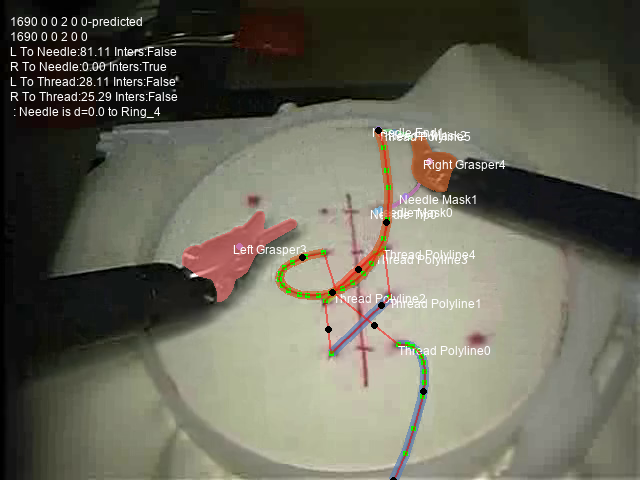 1690 0 0 2 0 0-predicted
1690 0 0 2 0 0
L To Needle:81.11 Inters:False
R To Needle:0.00 Inters:True
L To Thread:28.11 Inters:False
R To Thread:25.29 Inters:False
: Needle is d=0.0 to Ring_4
Right Grasper4
Needle Mask1
Needle Mask0
Left Grasper3
Thread Polyline4
Thread Polyline3
Thread Polyline2
Thread Polyline1
Thread Polyline0